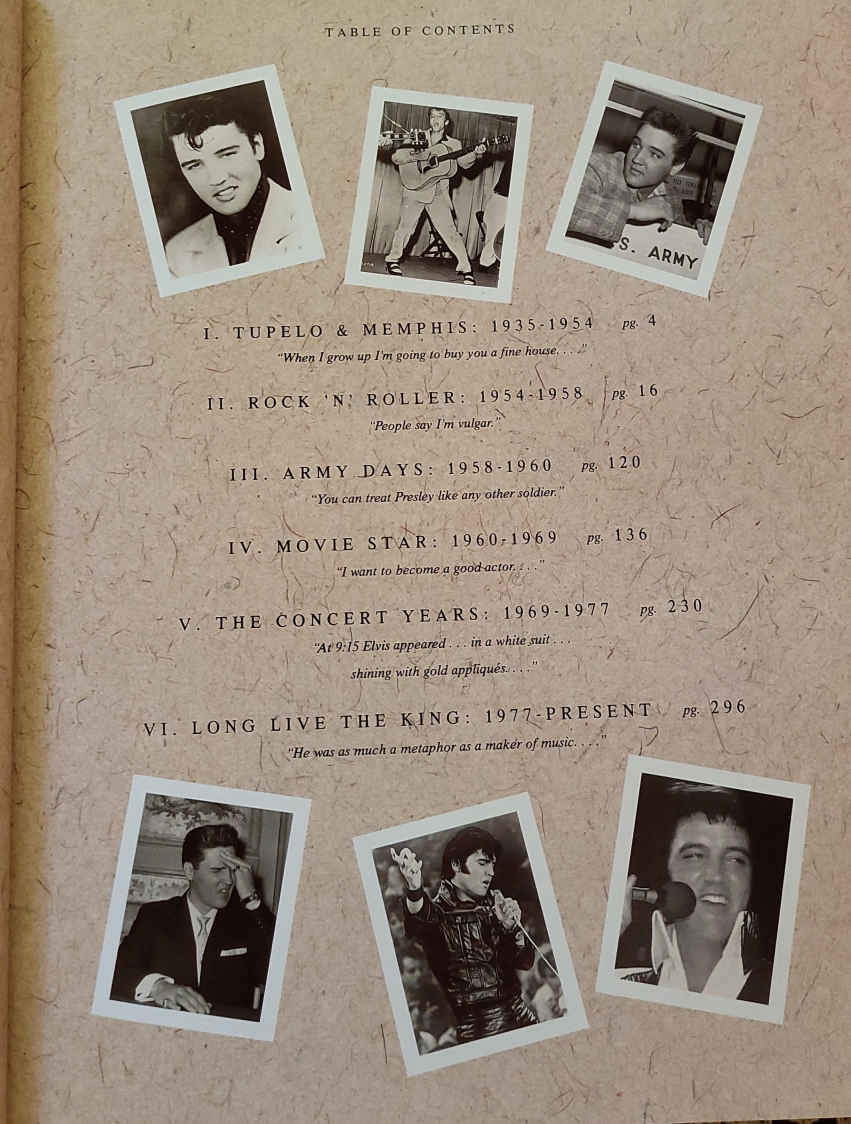 TABLE OF CONTENTS
S. ARMY
I. TUPELO & MEMPHIS: 1935-1954 pg. 4
"When I grow up I'm going to buy you a fine house. . . ."
II. ROCK 'N' ROLLER: 1954-1958 pg. 16
"People say I'm vulgar."
III. ARMY DAYS: 1958-1960 pg. 120
"You can treat Presley like any other soldier."
IV. MOVIE STAR: 1960-1969 pg. 136
"I want to become a good actor. . . ."
V. THE CONCERT YEARS: 1969-1977 pg. 230
"At 9:15 Elvis appeared . . . in a white suit . . .
shining with gold appliqués. . . ."
VI. LONG LIVE THE KING: 1977-PRESENT pg. 296
"He was as much a metaphor as a maker of music. . . ."